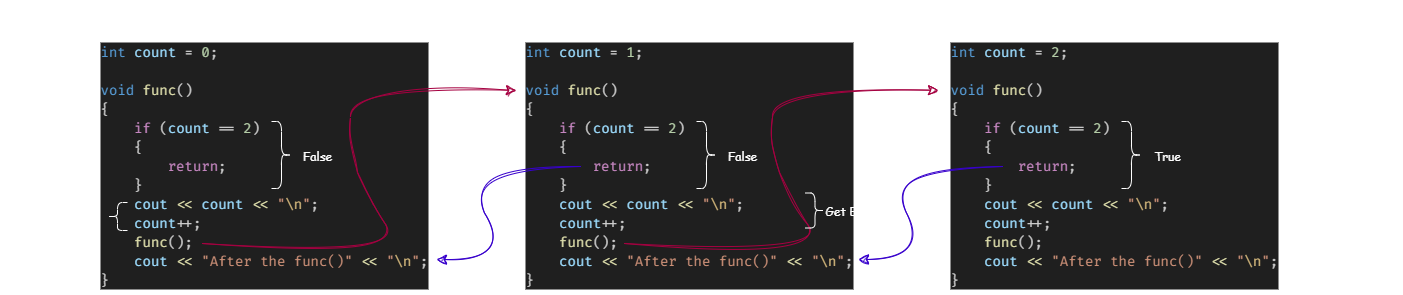 int count = 0;
void func()
{
if (count == 2)
{
return;
}
cout << count << "\n";
count++;
func();
cout << "After the func()" << "\n";
}
False
int count = 1;
void func()
{
if (count == 2)
{
return;
}
cout << count << "\n";
count++;
func();
cout << "After the func()" << "\n";
}
False
Get
int count = 2;
void func()
{
if (count == 2)
{
return;
}
cout << count << "\n";
count++;
func();
cout << "After the func()" << "\n";
}
True